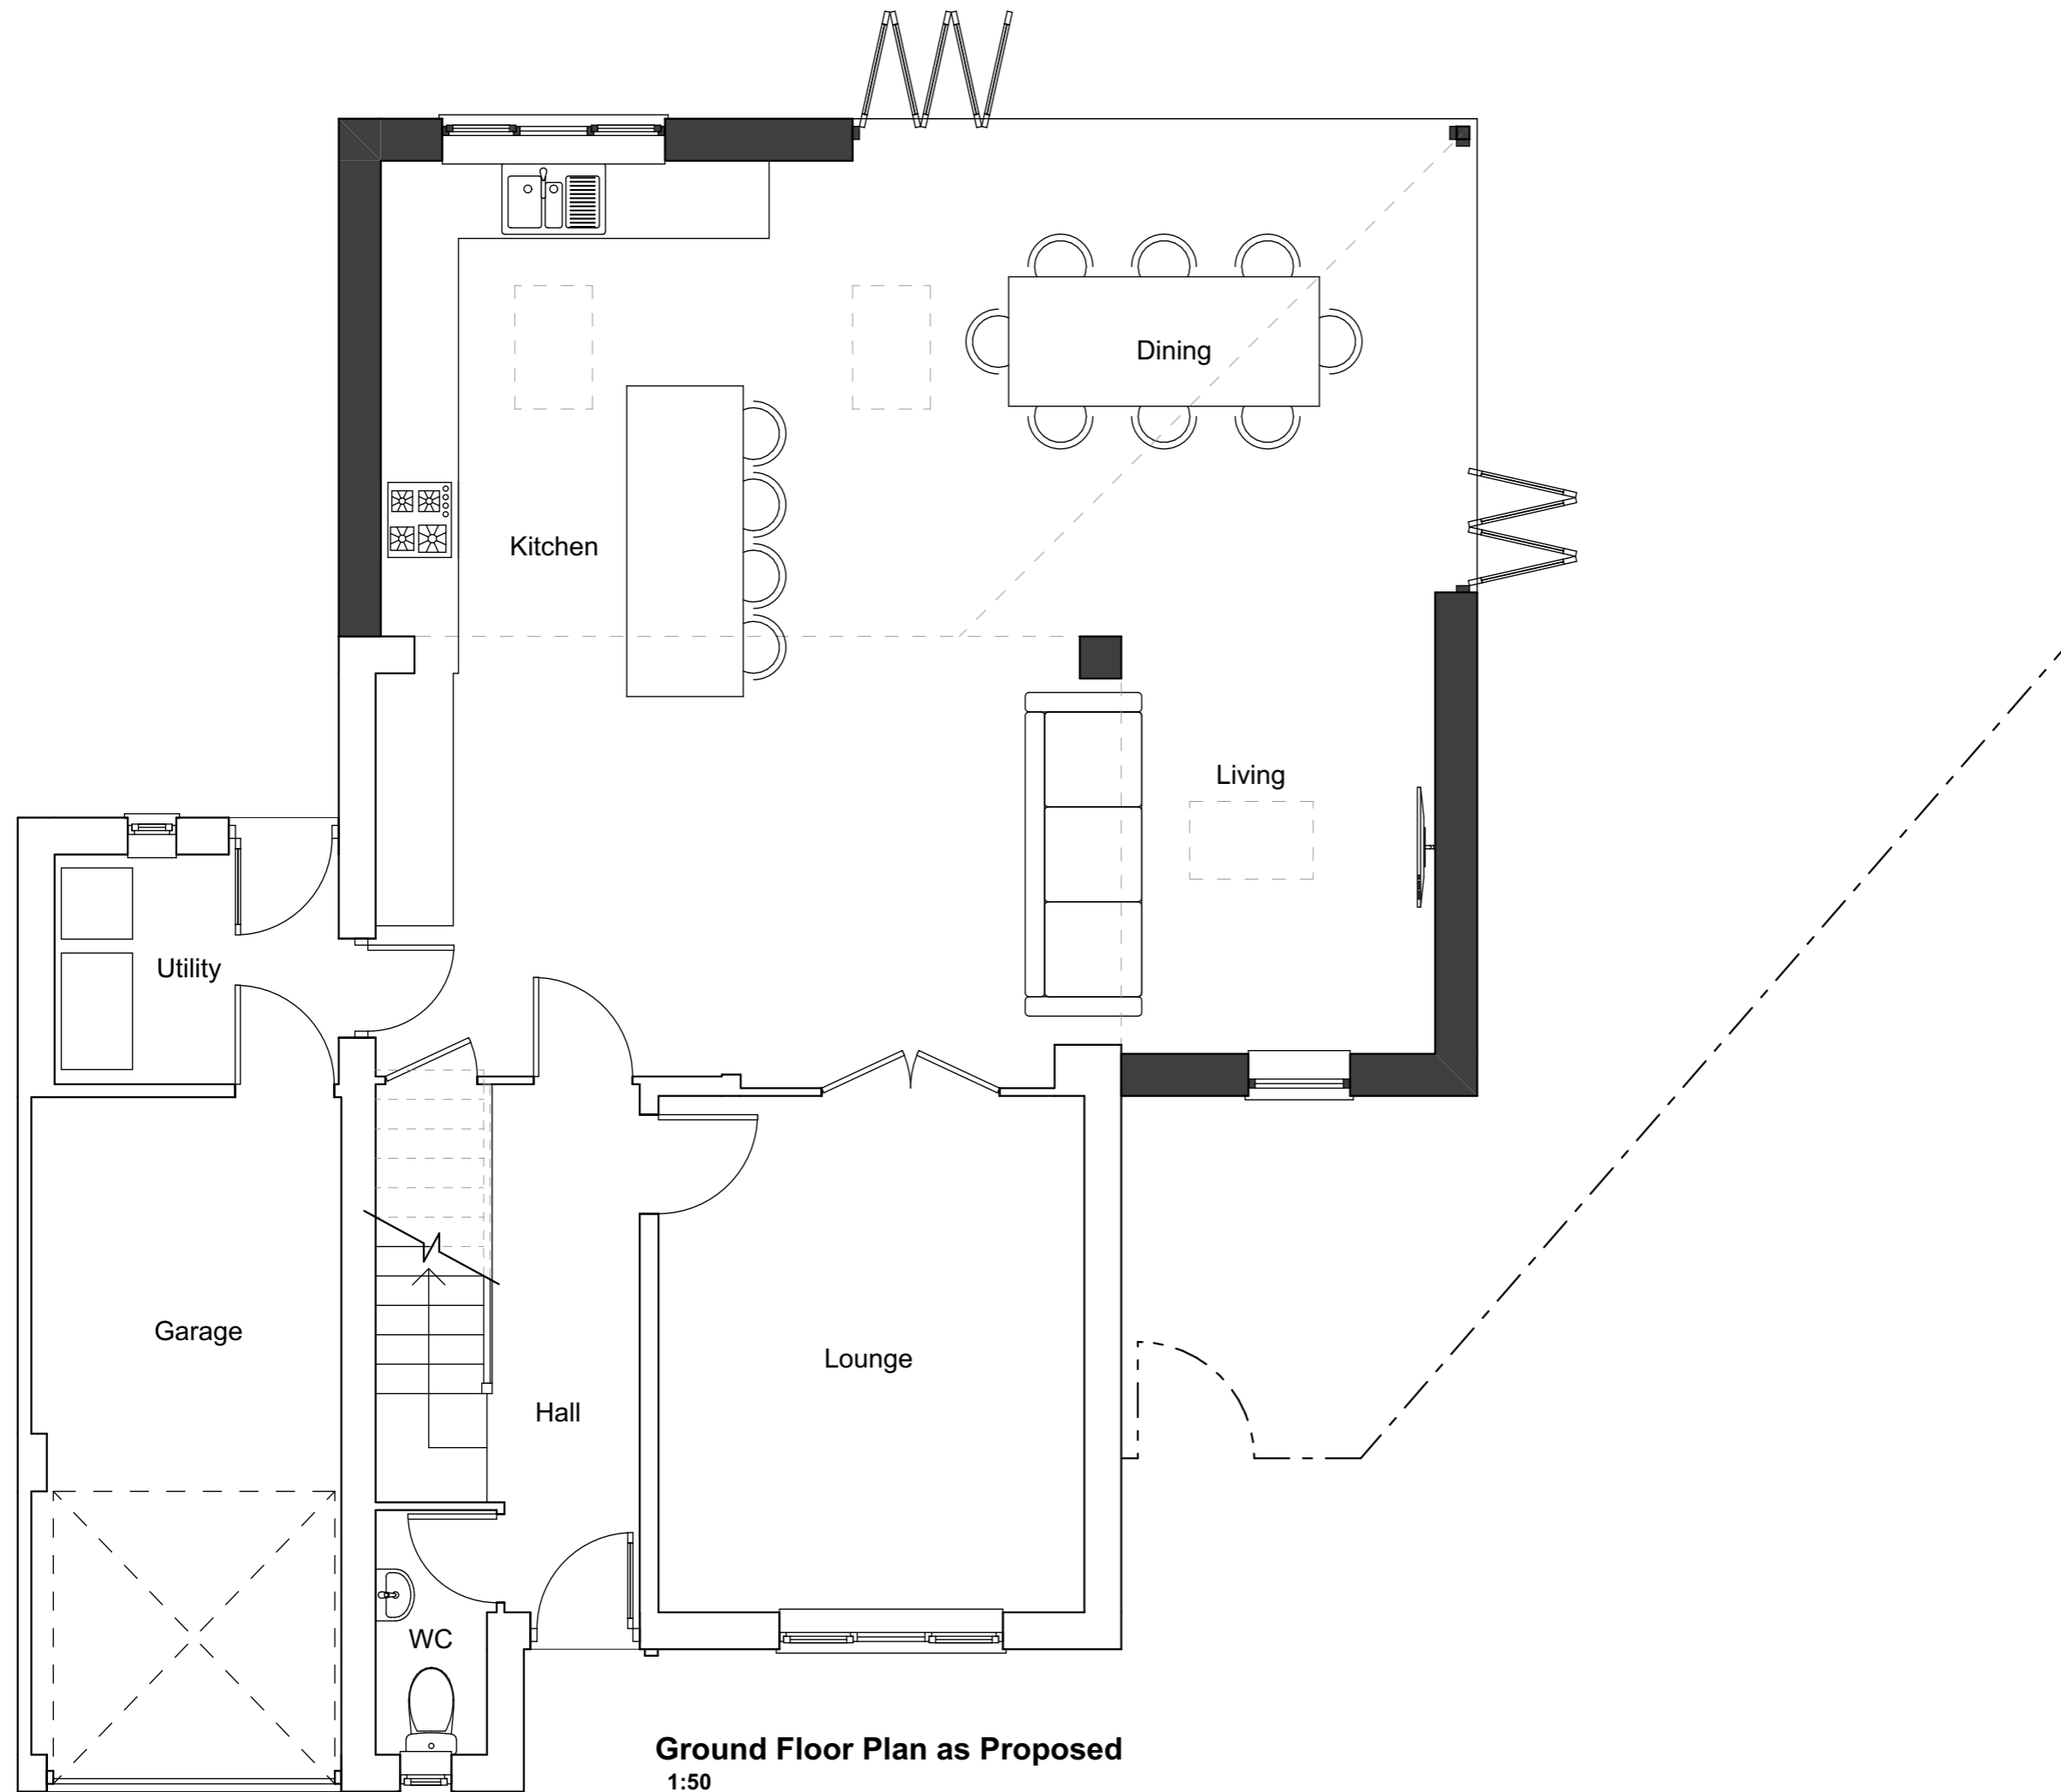 Dining
Kitchen
Living
Utility
Garage
Lounge
Hall
WC
Ground Floor Plan as Proposed
1:50